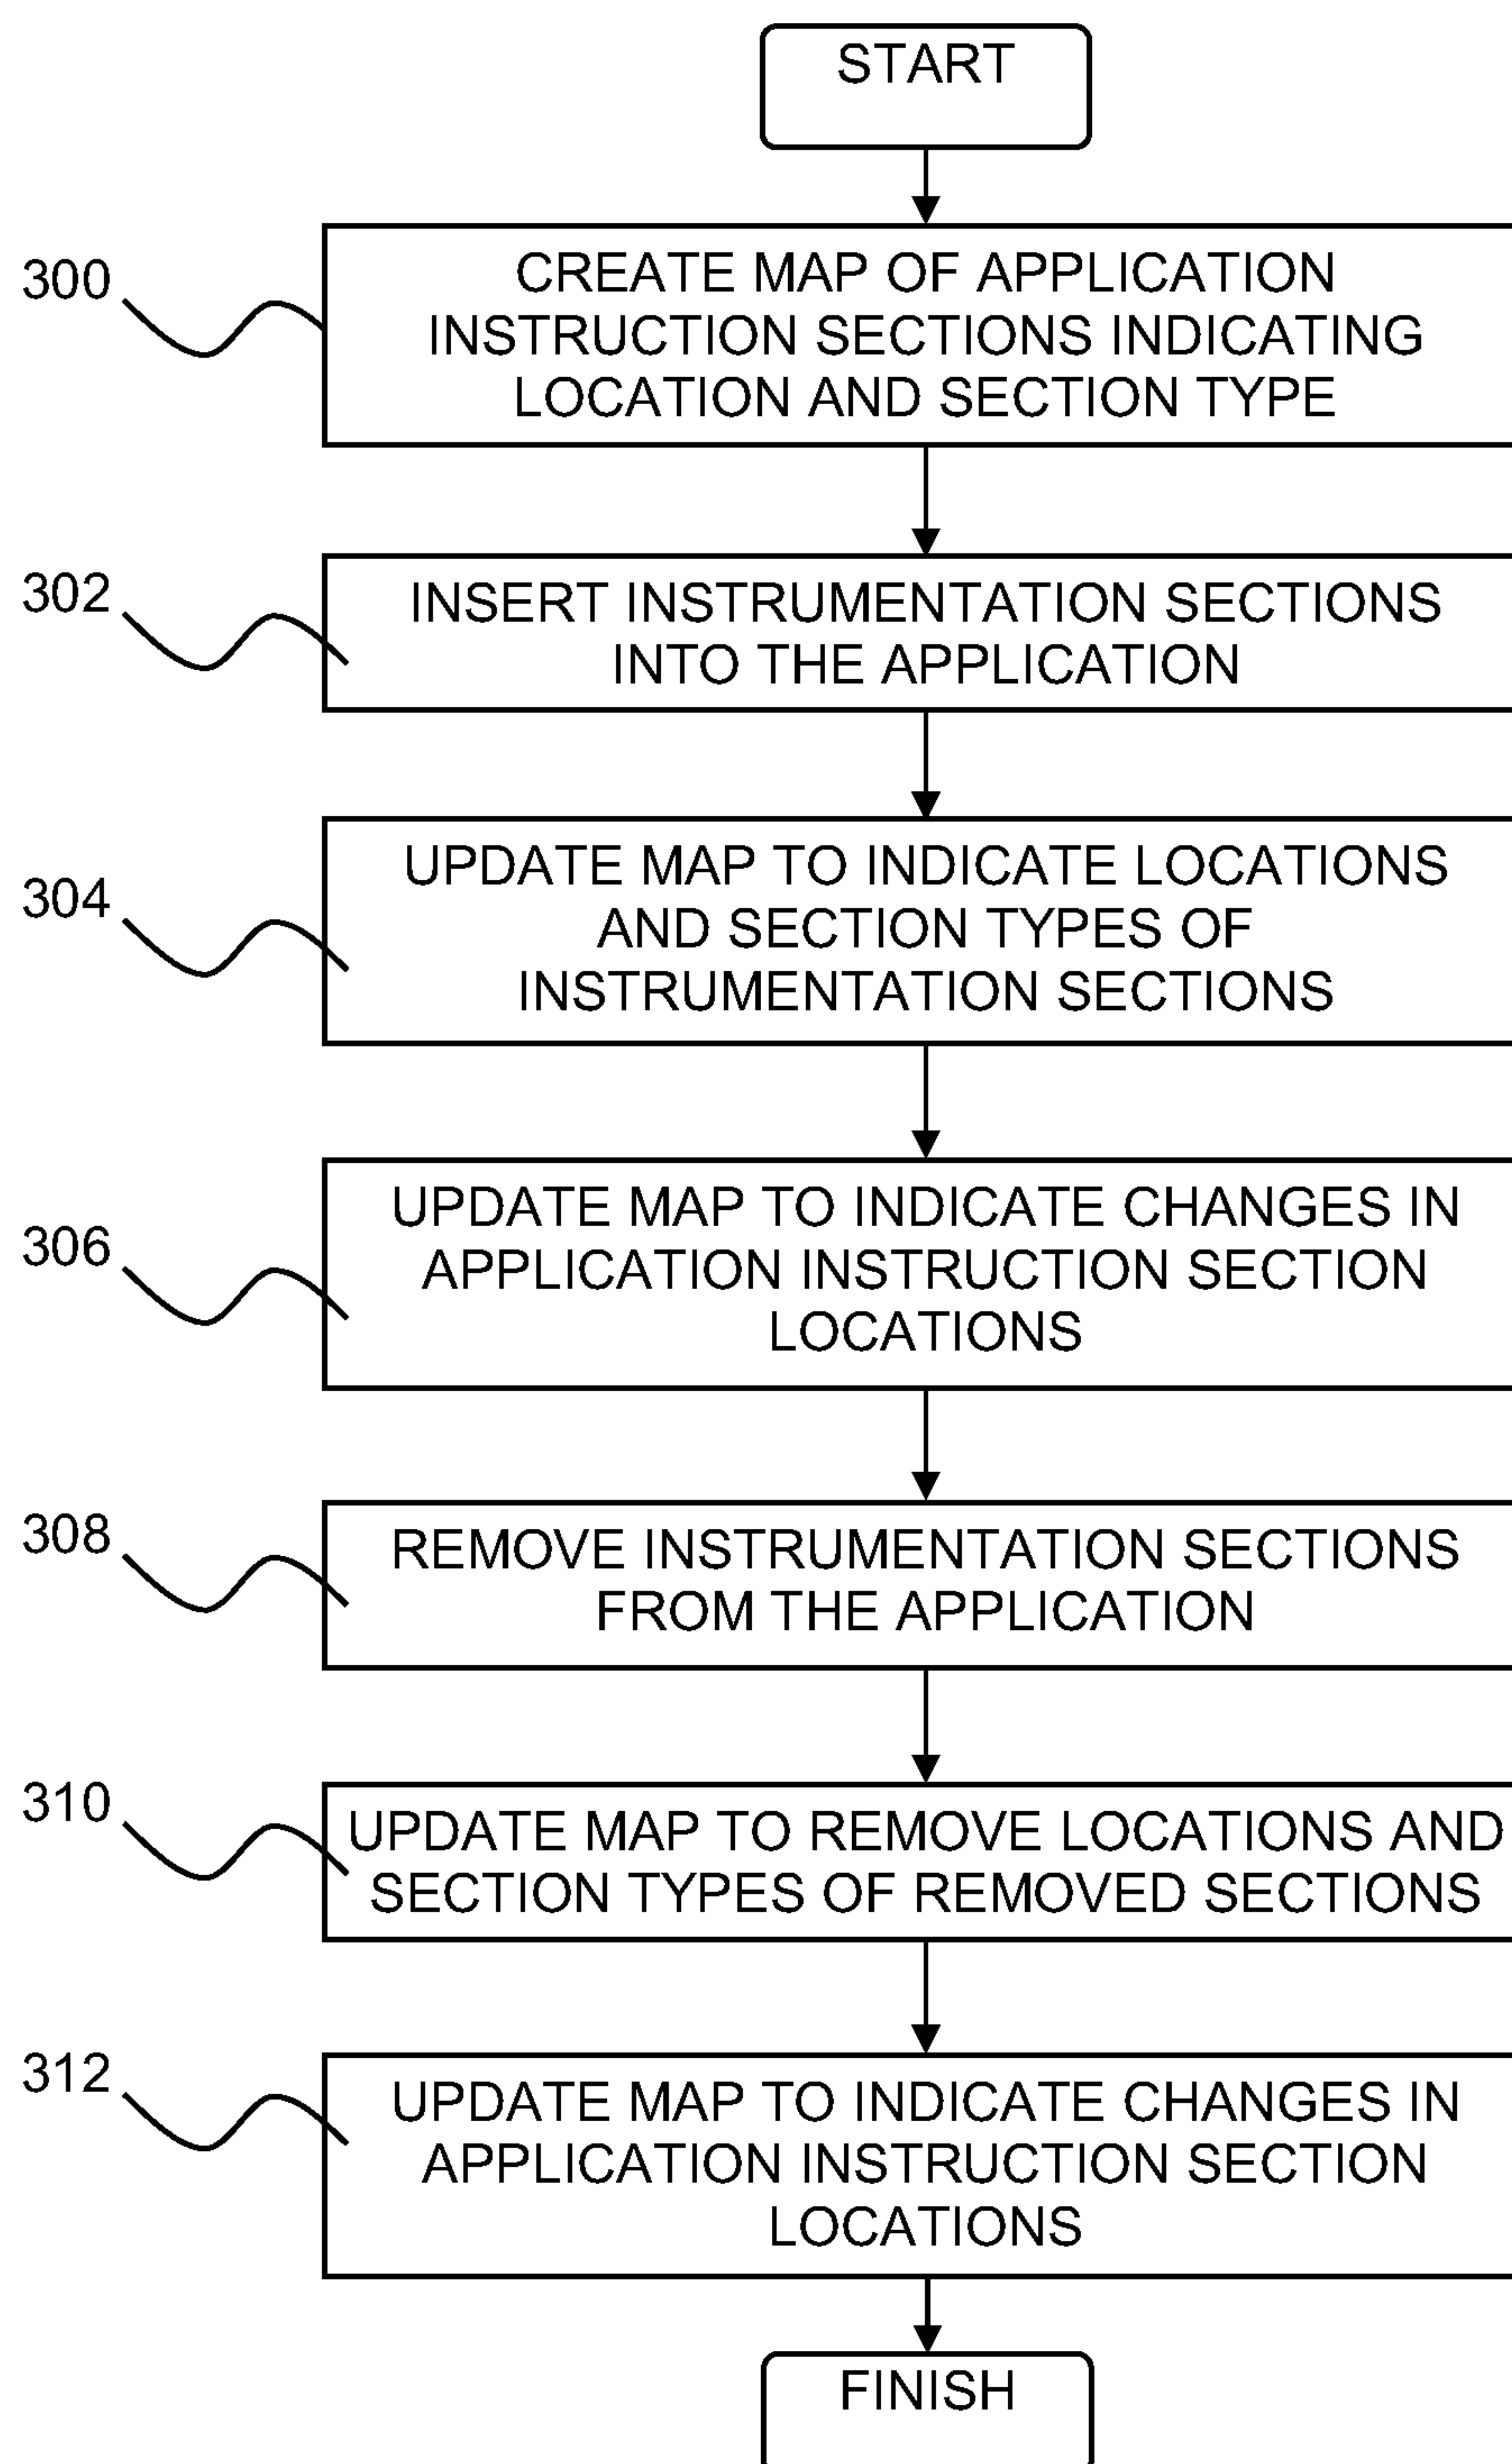 START
300
CREATE MAP OF APPLICATION
INSTRUCTION SECTIONS INDICATING
LOCATION AND SECTION TYPE
302
INSERT INSTRUMENTATION SECTIONS
INTO THE APPLICATION
304
UPDATE MAP TO INDICATE LOCATIONS
AND SECTION TYPES OF
INSTRUMENTATION SECTIONS
306
UPDATE MAP TO INDICATE CHANGES IN
APPLICATION INSTRUCTION SECTION
LOCATIONS
308
REMOVE INSTRUMENTATION SECTIONS
FROM THE APPLICATION
310
UPDATE MAP TO REMOVE LOCATIONS AND
SECTION TYPES OF REMOVED SECTIONS
312
UPDATE MAP TO INDICATE CHANGES IN
APPLICATION INSTRUCTION SECTION
LOCATIONS
FINISH